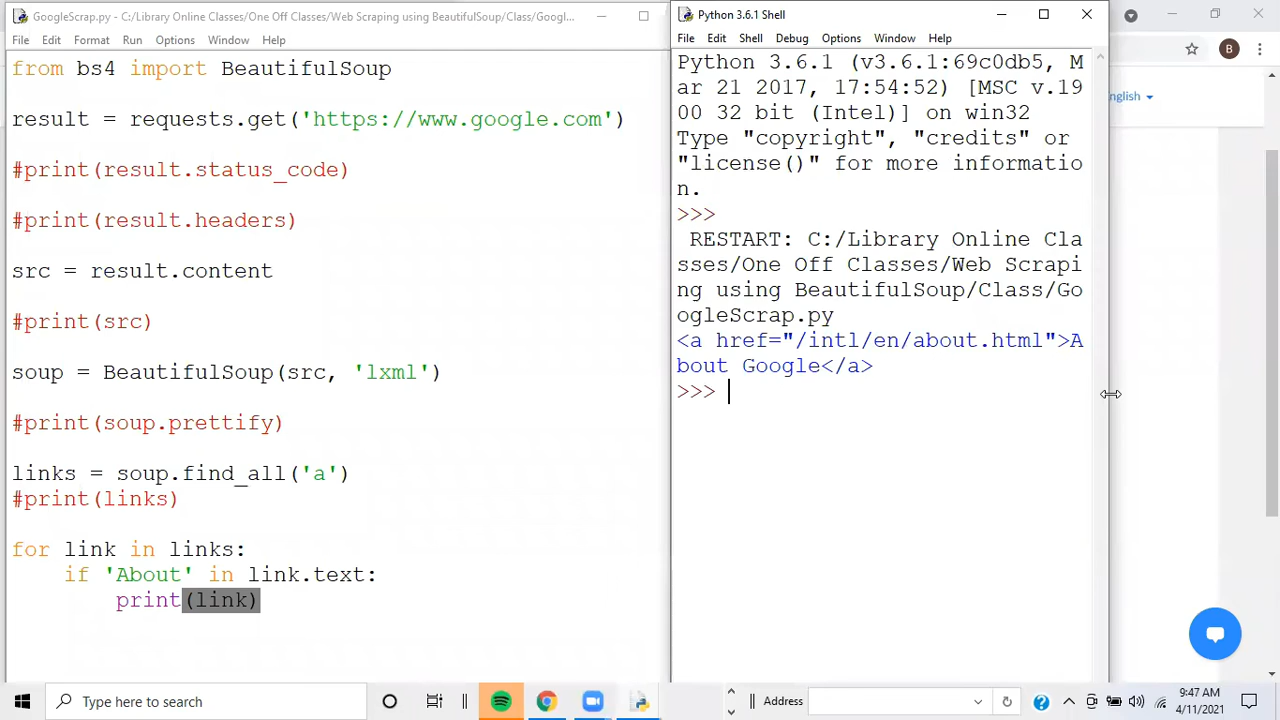 GoogleScrap.py - C:/Library Online Classes/One Off Classes/Web Scraping using BeautifulSoup/Class/Googl...
File Edit Format Run Options Window Help
from bs4 import BeautifulSoup
result = requests.get('https://www.google.com')
#print(result.status_code)
#print(result.headers)
src = result.content
#print(src)
soup = BeautifulSoup(src, 'lxml')
#print(soup.prettify)
links = soup.find_all('a')
#print(links)
for link in links:
    if 'About' in link.text:
        print(link)
Python 3.6.1 Shell
File Edit Shell Debug Options Window Help
Python 3.6.1 (v3.6.1:69c0db5, M
ar 21 2017, 17:54:52) [MSC v.19
00 32 bit (Intel)] on win32
Type "copyright", "credits" or
"license()" for more informatio
n.
>>>
 RESTART: C:/Library Online Cla
sses/One Off Classes/Web Scrapi
ng using BeautifulSoup/Class/Go
ogleScrap.py
<a href="/intl/en/about.html">A
bout Google</a>
>>>
B
nglish
Type here to search
Address
9:47 AM
4/11/2021